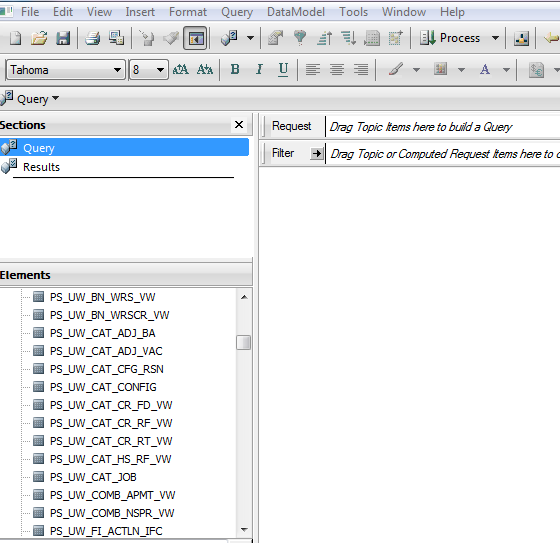 File Edit View Insert Format Query DataModel Tools Window Help
Process
Tahoma 8 B I U A
Query
Sections
Query
Results
Request Drag Topic Items here to build a Query
Filter Drag Topic or Computed Request Items here to
Elements
PS_UW_BN_WRS_VW
PS_UW_BN_WRSCR_VW
PS_UW_CAT_ADJ_BA
PS_UW_CAT_ADJ_VAC
PS_UW_CAT_CFG_RSN
PS_UW_CAT_CONFIG
PS_UW_CAT_CR_FD_VW
PS_UW_CAT_CR_RF_VW
PS_UW_CAT_CR_RT_VW
PS_UW_CAT_HS_RF_VW
PS_UW_CAT_JOB
PS_UW_COMB_APMT_VW
PS_UW_COMB_NSPR_VW
PS_UW_FI_ACTLN_IFC